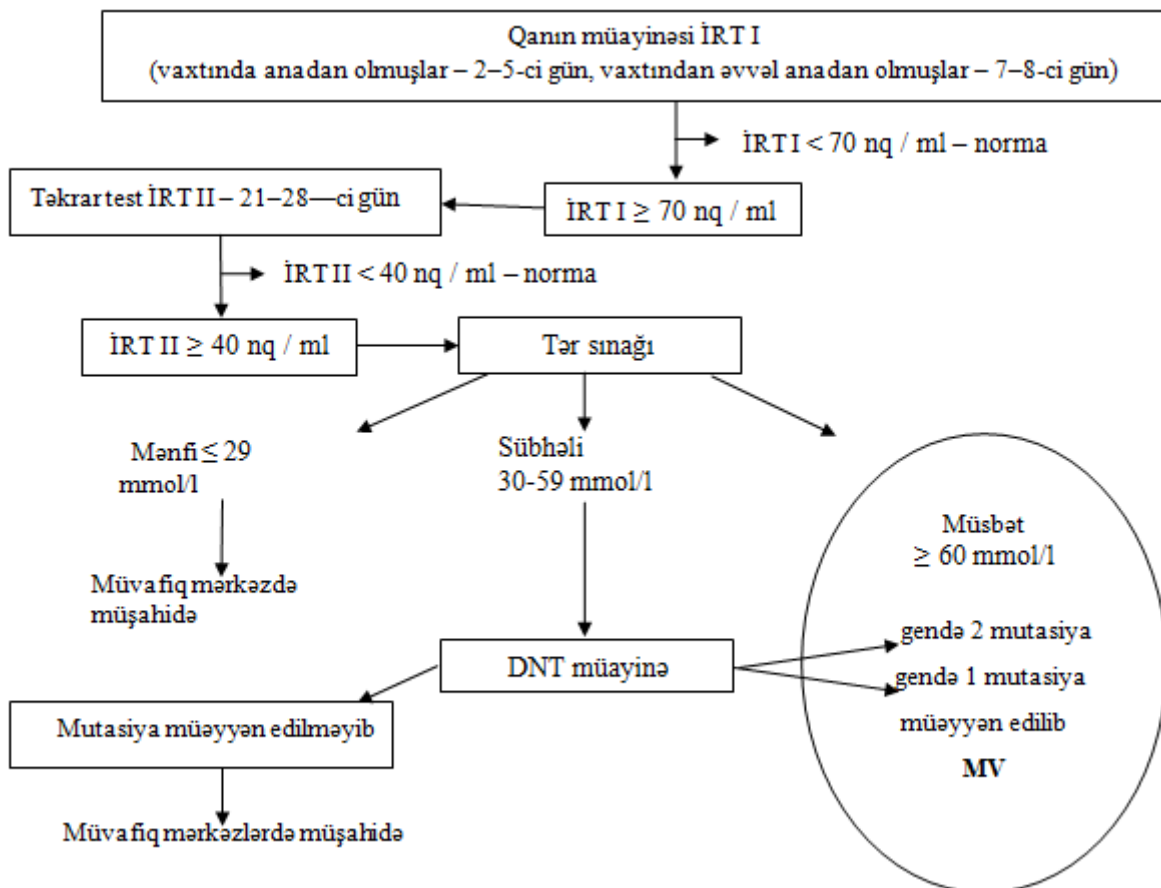 Qanın müayinəsi İRT I
(vaxtında anadan olmuşlar – 2–5-ci gün, vaxtından əvvəl anadan olmuşlar – 7–8-ci gün)
İRT I < 70 nq / ml – norma
Təkrar test İRT II – 21–28—ci gün
İRT I ≥ 70 nq / ml
İRT II < 40 nq / ml – norma
İRT II ≥ 40 nq / ml
Tər sınağı
Mənfi ≤ 29
mmol/l
Sübhəli
30-59 mmol/l
Müsbət
≥ 60 mmol/l
Müvafiq mərkəzdə
müşahidə
DNT müayinə
gendə 2 mutasiya
gendə 1 mutasiya
müəyyən edilib
MV
Mutasiya müəyyən edilməyib
Müvafiq mərkəzlərdə müşahidə